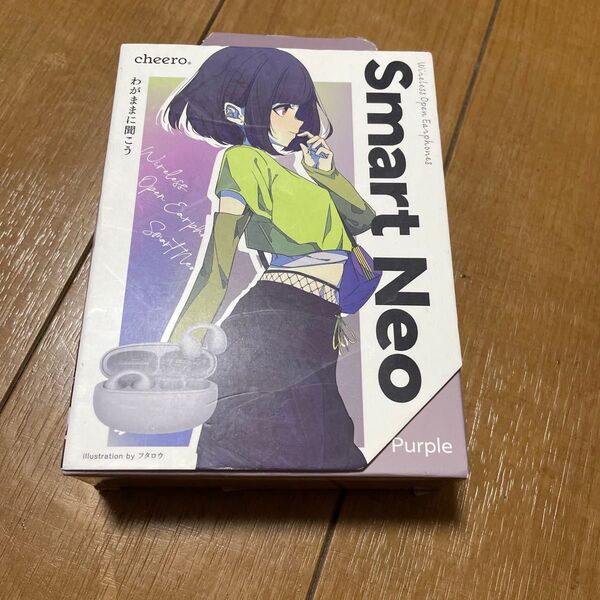 cheero®
わがままに聞こう
Wireless
Open Earpho
Smart Neo
Wireless Open Earphones
Smart Neo
Purple
illustration by フタロウ